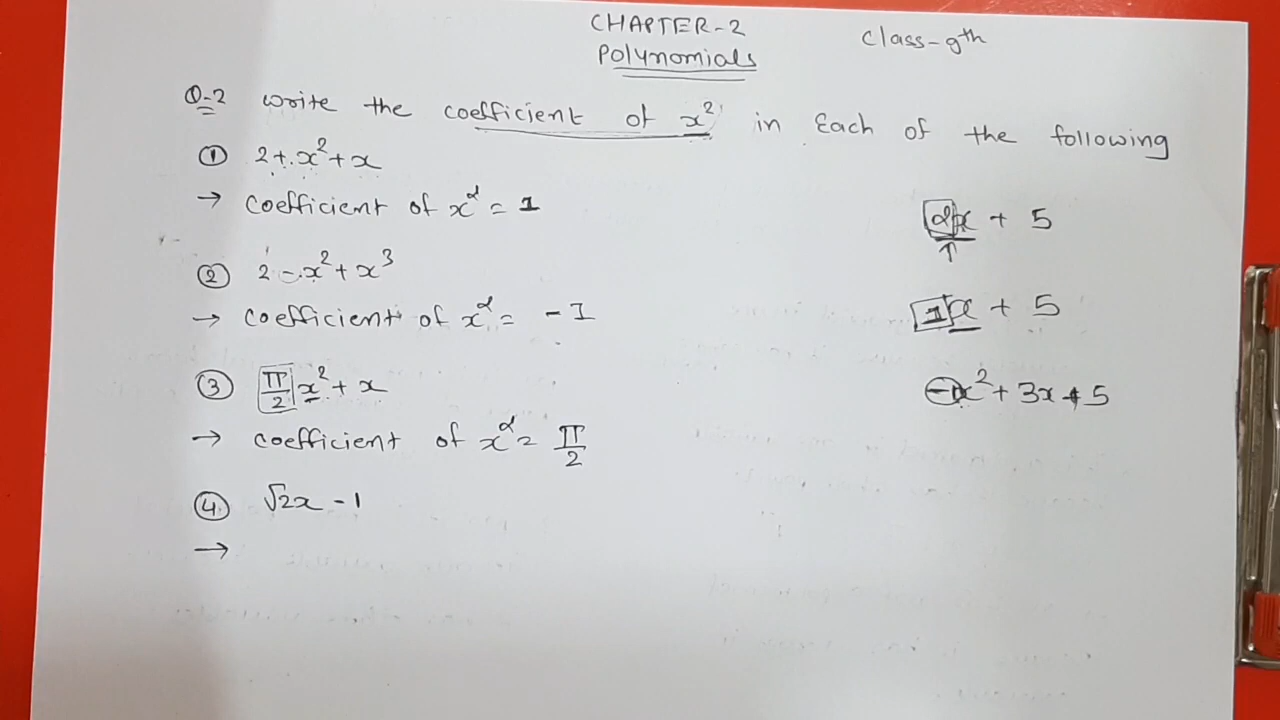 CHAPTER-2
Class-9th
Polynomials
Q-2 Write the coefficient of x² in Each of the following
① 2+x²+x
→ coefficient of x² = 1
② 2-x²+x³
→ coefficient of x² = -1
③ π/2 x²+x
→ coefficient of x² = π/2
④ √2x-1
→
2x + 5
↑
1x + 5
-1x²+3x+5